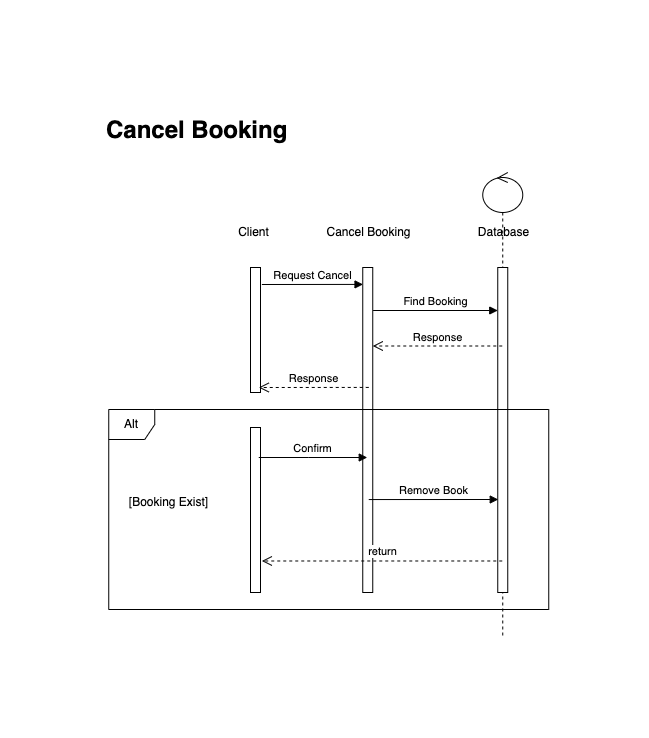 Cancel Booking
Client
Cancel Booking
Database
Request Cancel
Find Booking
Response
Response
Alt
Confirm
Remove Book
[Booking Exist]
return